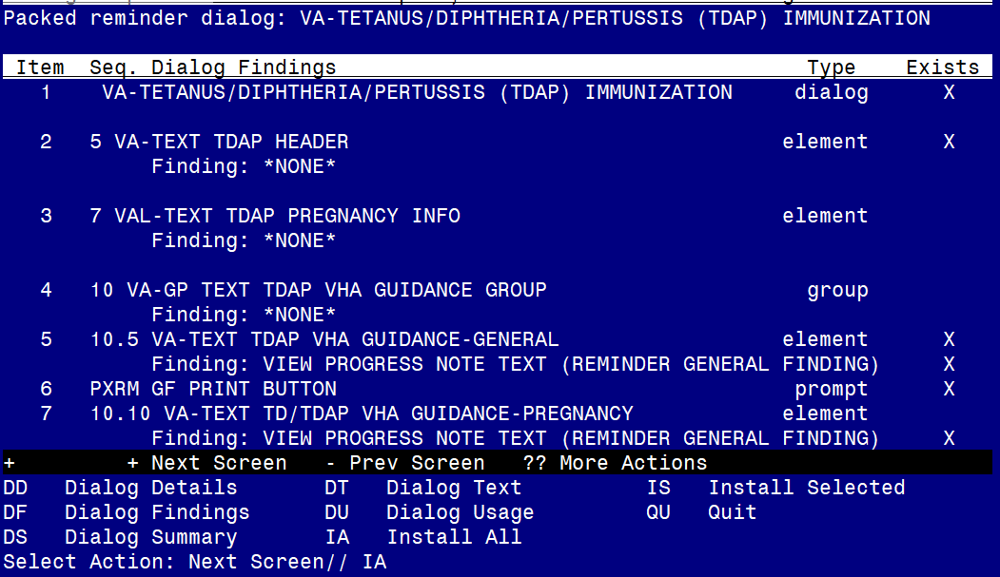 Packed reminder dialog: VA-TETANUS/DIPHTHERIA/PERTUSSIS (TDAP) IMMUNIZATION
Item Seq. Dialog Findings Type Exists
1 VA-TETANUS/DIPHTHERIA/PERTUSSIS (TDAP) IMMUNIZATION dialog X
2 5 VA-TEXT TDAP HEADER element X
Finding: *NONE*
3 7 VAL-TEXT TDAP PREGNANCY INFO element
Finding: *NONE*
4 10 VA-GP TEXT TDAP VHA GUIDANCE GROUP group
Finding: *NONE*
5 10.5 VA-TEXT TDAP VHA GUIDANCE-GENERAL element X
Finding: VIEW PROGRESS NOTE TEXT (REMINDER GENERAL FINDING) X
6 PXRM GF PRINT BUTTON prompt X
7 10.10 VA-TEXT TD/TDAP VHA GUIDANCE-PREGNANCY element
Finding: VIEW PROGRESS NOTE TEXT (REMINDER GENERAL FINDING) X
+ + Next Screen - Prev Screen ?? More Actions
DD Dialog Details DT Dialog Text IS Install Selected
DF Dialog Findings DU Dialog Usage QU Quit
DS Dialog Summary IA Install All
Select Action: Next Screen// IA